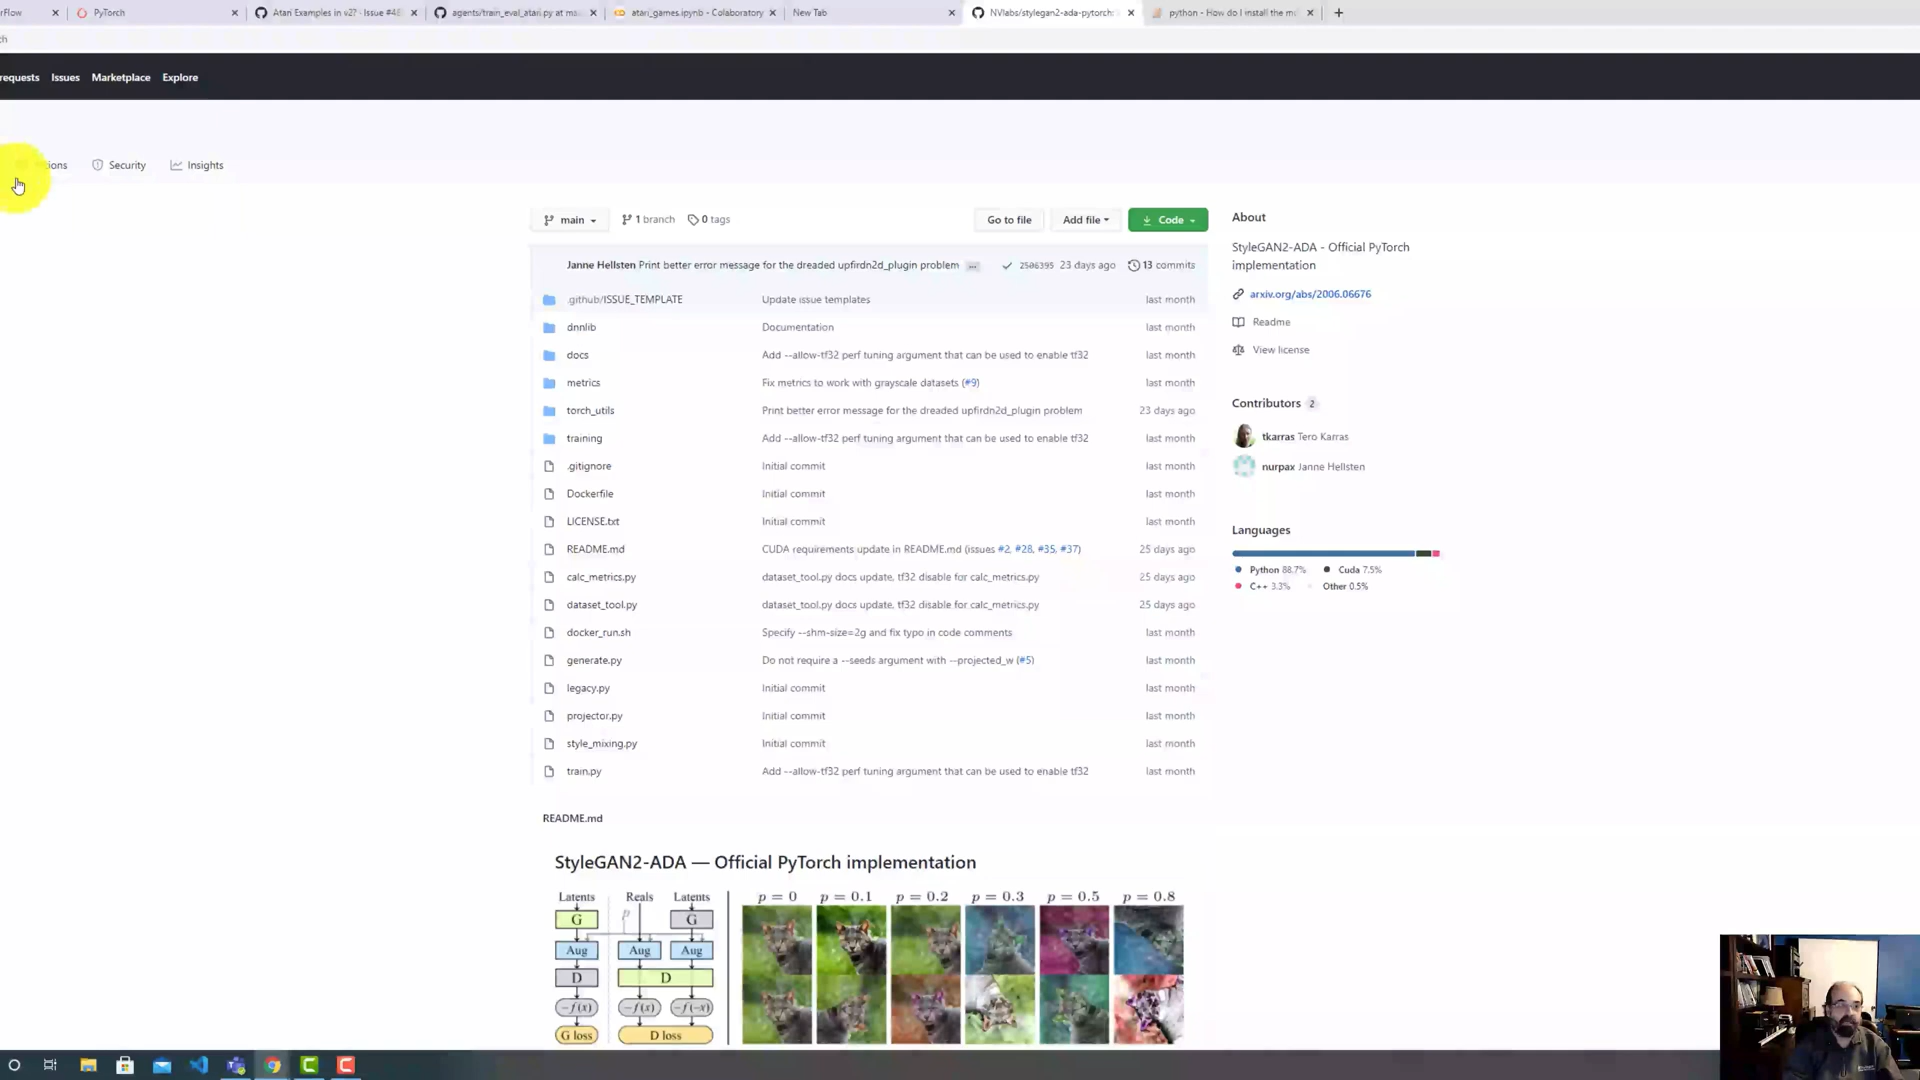 rFlow
PyTorch
Atari Examples in v2? · Issue #48
agents/train_eval_atari.py at ma
atari_games.ipynb - Colaboratory
New Tab
NVlabs/stylegan2-ada-pytorch:
python - How do I install the m
ch
requests Issues Marketplace Explore
ions Security Insights
main 1 branch 0 tags Go to file Add file Code
Janne Hellsten Print better error message for the dreaded upfirdn2d_plugin problem ... 2506395 23 days ago 13 commits
.github/ISSUE_TEMPLATE Update issue templates last month
dnnlib Documentation last month
docs Add --allow-tf32 perf tuning argument that can be used to enable tf32 last month
metrics Fix metrics to work with grayscale datasets (#9) last month
torch_utils Print better error message for the dreaded upfirdn2d_plugin problem 23 days ago
training Add --allow-tf32 perf tuning argument that can be used to enable tf32 last month
.gitignore Initial commit last month
Dockerfile Initial commit last month
LICENSE.txt Initial commit last month
README.md CUDA requirements update in README.md (issues #2, #28, #35, #37) 25 days ago
calc_metrics.py dataset_tool.py docs update, tf32 disable for calc_metrics.py 25 days ago
dataset_tool.py dataset_tool.py docs update, tf32 disable for calc_metrics.py 25 days ago
docker_run.sh Specify --shm-size=2g and fix typo in code comments last month
generate.py Do not require a --seeds argument with --projected_w (#5) last month
legacy.py Initial commit last month
projector.py Initial commit last month
style_mixing.py Initial commit last month
train.py Add --allow-tf32 perf tuning argument that can be used to enable tf32 last month
About
StyleGAN2-ADA - Official PyTorch
implementation
arxiv.org/abs/2006.06676
Readme
View license
Contributors 2
tkarras Tero Karras
nurpax Janne Hellsten
Languages
Python 88.7% Cuda 7.5%
C++ 3.3% Other 0.5%
README.md
StyleGAN2-ADA — Official PyTorch implementation
Latents Reals Latents
p = 0 p = 0.1 p = 0.2 p = 0.3 p = 0.5 p = 0.8
G p G
Aug Aug Aug
D D
−f(x) −f(x) −f(−x)
G loss D loss